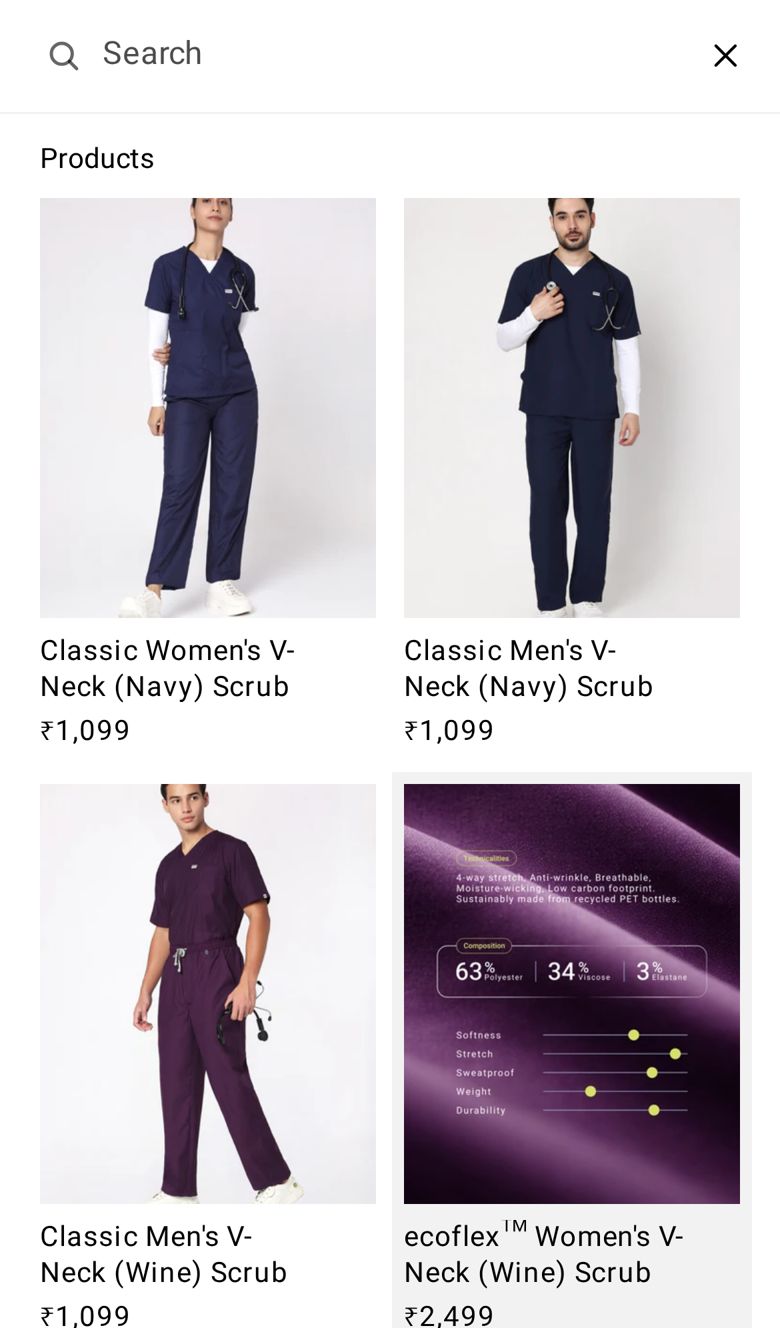 Search
Products
Classic Women's V-
Neck (Navy) Scrub
₹1,099
Classic Men's V-
Neck (Navy) Scrub
₹1,099
Technicalities
4-way stretch, Anti-wrinkle, Breathable,
Moisture-wicking, Low carbon footprint.
Sustainably made from recycled PET bottles.
Composition
63% Polyester
34% Viscose
3% Elastane
Softness
Stretch
Sweatproof
Weight
Durability
Classic Men's V-
Neck (Wine) Scrub
₹1,099
ecoflex™ Women's V-
Neck (Wine) Scrub
₹2,499